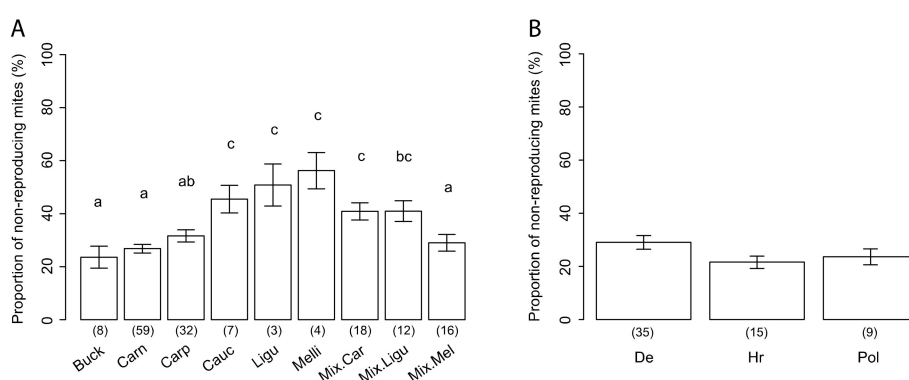 A
Proportion of non-reproducing mites (%)
100
80
60
40
20
0
a
a
ab
c
c
c
c
bc
a
(8) (59) (32) (7) (3) (4) (18) (12) (16)
Buck Carn Carp Cauc Ligu Melli Mix.Car Mix.Ligu Mix.Mel
B
Proportion of non-reproducing mites (%)
100
80
60
40
20
0
(35) (15) (9)
De Hr Pol